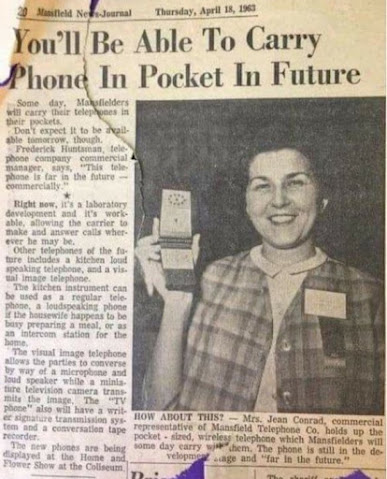 20 Mansfield News-Journal Thursday, April 18, 1963
You'll Be Able To Carry
Phone In Pocket In Future
Some day, Mansfielders
will carry their telephones in
their pockets.
Don't expect it to be avail-
able tomorrow, though.
Frederick Huntsman, tele-
phone company commercial
manager, says, "This tele-
phone is far in the future —
commercially."
★
Right now, it's a laboratory
development and it's work-
able, allowing the carrier to
make and answer calls wher-
ever he may be.
Other telephones of the fu-
ture includes a kitchen loud
speaking telephone, and a vis-
ual image telephone.
The kitchen instrument can
be used as a regular tele-
phone, a loudspeaking phone
if the housewife happens to be
busy preparing a meal, or as
an intercom station for the
home.
The visual image telephone
allows the parties to converse
by way of a microphone and
loud speaker while a minia-
ture television camera trans-
mits the image. The "TV
phone" also will have a writ-
er signature transmission sys-
tem and a conversation tape
recorder.
The new phones are being
displayed at the Home and
Flower Show at the Coliseum.
HOW ABOUT THIS? — Mrs. Jean Conrad, commercial
representative of Mansfield Telephone Co. holds up the
pocket - sized, wireless telephone which Mansfielders will
some day carry with them. The phone is still in the de-
velopment stage and "far in the future."